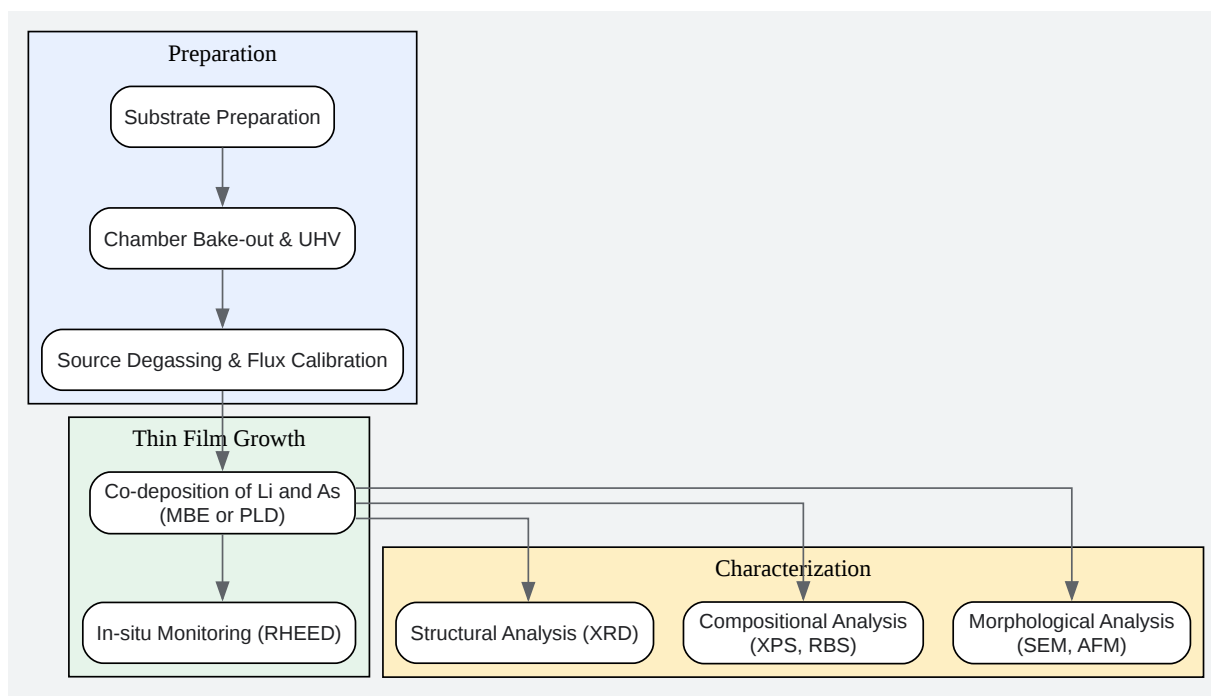 Preparation
Substrate Preparation
Chamber Bake-out & UHV
Source Degassing & Flux Calibration
Thin Film Growth
Co-deposition of Li and As
(MBE or PLD)
In-situ Monitoring (RHEED)
Characterization
Structural Analysis (XRD)
Compositional Analysis
(XPS, RBS)
Morphological Analysis
(SEM, AFM)